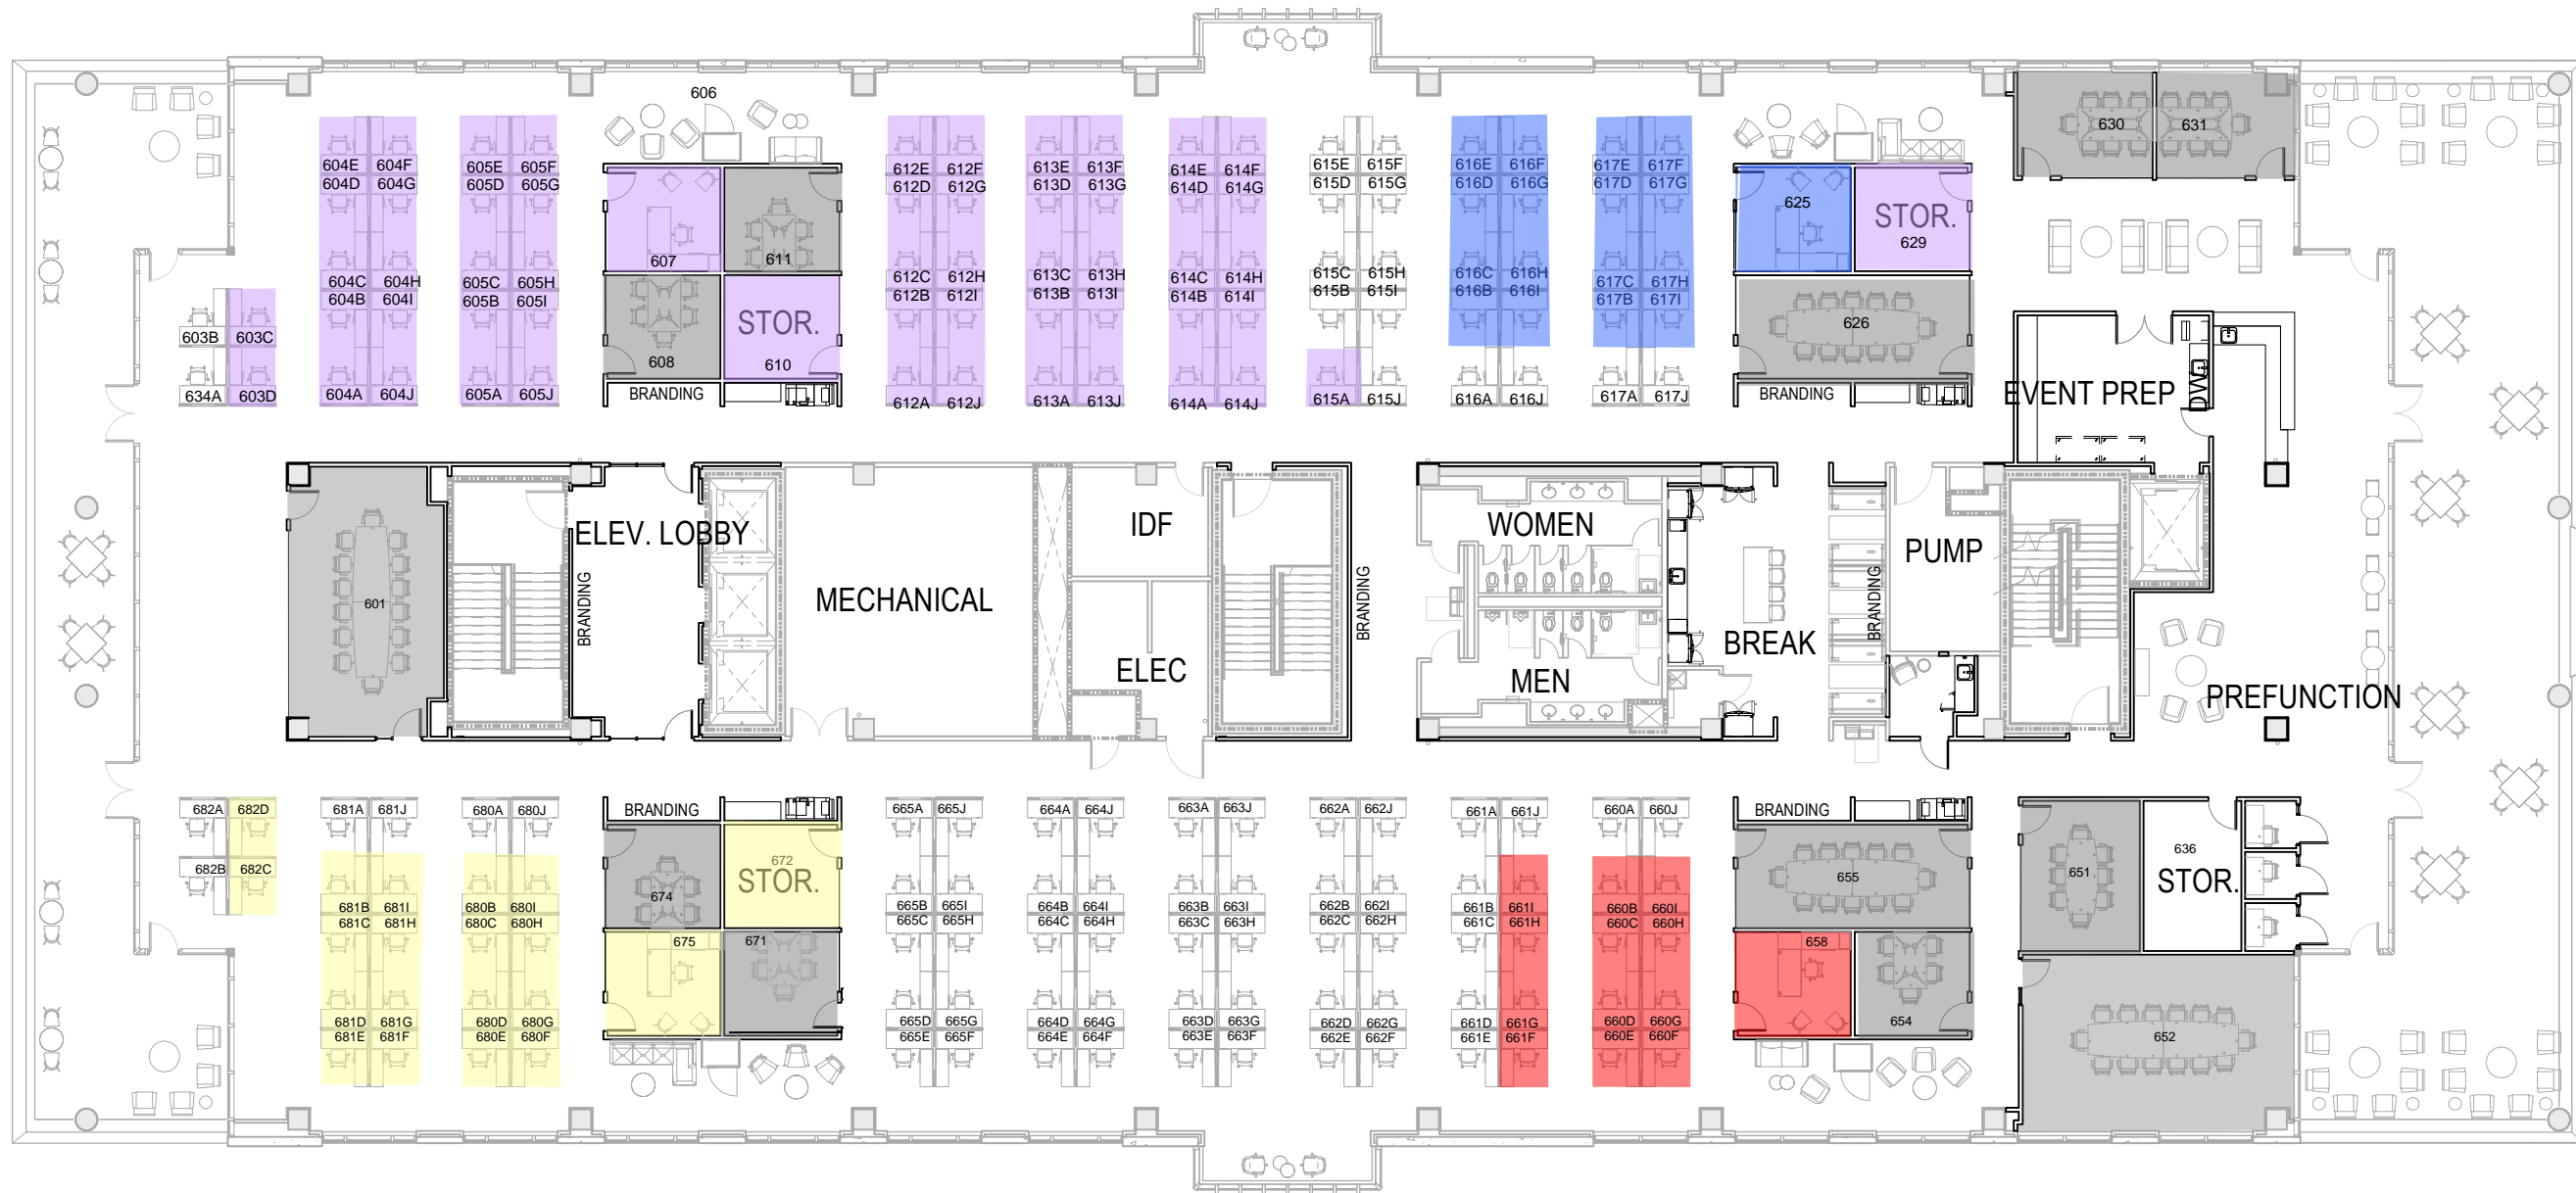 606
604E 604F 605E 605F 612E 612F 613E 613F 614E 614F 615E 615F 616E 616F 617E 617F 630 631
604D 604G 605D 605G 612D 612G 613D 613G 614D 614G 615D 615G 616D 616G 617D 617G
625 STOR.
629
607 611
604C 604H 605C 605H 612C 612H 613C 613H 614C 614H 615C 615H 616C 616H 617C 617H
604B 604I 605B 605I 612B 612I 613B 613I 614B 614I 615B 615I 616B 616I 617B 617I
STOR. 626
603B 603C
608 610
634A 603D 604A 604J 605A 605J BRANDING 612A 612J 613A 613J 614A 614J 615A 615J 616A 616J 617A 617J BRANDING EVENT PREP DW
ELEV. LOBBY IDF WOMEN PUMP
601 BRANDING MECHANICAL BRANDING BRANDING
ELEC MEN BREAK
PREFUNCTION
682A 682D 681A 681J 680A 680J BRANDING 665A 665J 664A 664J 663A 663J 662A 662J 661A 661J 660A 660J BRANDING
682B 682C 672
STOR.
674 655 651 636
STOR.
681B 681I 680B 680I 665B 665I 664B 664I 663B 663I 662B 662I 661B 661I 660B 660I
681C 681H 680C 680H 665C 665H 664C 664H 663C 663H 662C 662H 661C 661H 660C 660H
675 671 658
681D 681G 680D 680G 665D 665G 664D 664G 663D 663G 662D 662G 661D 661G 660D 660G 654
681E 681F 680E 680F 665E 665F 664E 664F 663E 663F 662E 662F 661E 661F 660E 660F 652